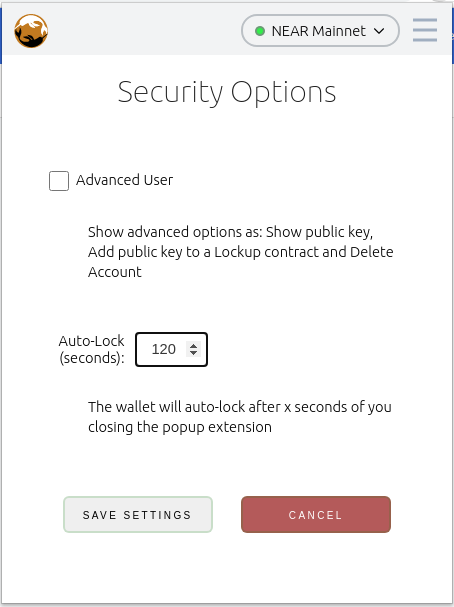 NEAR Mainnet
Security Options
Advanced User
Show advanced options as: Show public key,
Add public key to a Lockup contract and Delete
Account
Auto-Lock
(seconds):
120
The wallet will auto-lock after x seconds of you
closing the popup extension
SAVE SETTINGS
CANCEL